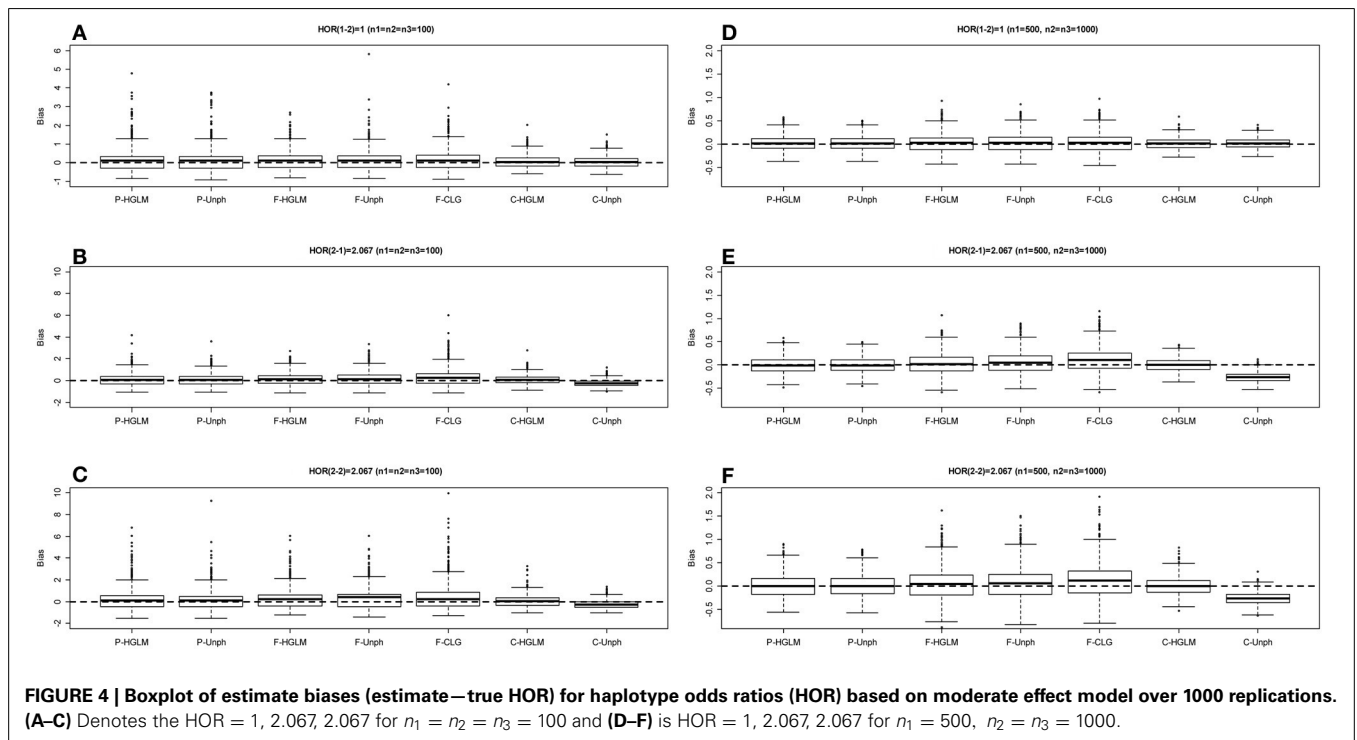 A
HOR(1-2)=1 (n1=n2=n3=100)
Bias
6
5
4
3
2
1
0
-1
P-HGLM P-Unph F-HGLM F-Unph F-CLG C-HGLM C-Unph
B
HOR(2-1)=2.067 (n1=n2=n3=100)
Bias
10
8
6
4
2
0
-2
P-HGLM P-Unph F-HGLM F-Unph F-CLG C-HGLM C-Unph
C
HOR(2-2)=2.067 (n1=n2=n3=100)
Bias
10
8
6
4
2
0
-2
P-HGLM P-Unph F-HGLM F-Unph F-CLG C-HGLM C-Unph
D
HOR(1-2)=1 (n1=500, n2=n3=1000)
Bias
2.0
1.5
1.0
0.5
0.0
-0.5
P-HGLM P-Unph F-HGLM F-Unph F-CLG C-HGLM C-Unph
E
HOR(2-1)=2.067 (n1=500, n2=n3=1000)
Bias
2.0
1.5
1.0
0.5
0.0
-0.5
P-HGLM P-Unph F-HGLM F-Unph F-CLG C-HGLM C-Unph
F
HOR(2-2)=2.067 (n1=500, n2=n3=1000)
Bias
2.0
1.5
1.0
0.5
0.0
-0.5
P-HGLM P-Unph F-HGLM F-Unph F-CLG C-HGLM C-Unph
FIGURE 4 | Boxplot of estimate biases (estimate—true HOR) for haplotype odds ratios (HOR) based on moderate effect model over 1000 replications.
(A–C) Denotes the HOR = 1, 2.067, 2.067 for n₁ = n₂ = n₃ = 100 and (D–F) is HOR = 1, 2.067, 2.067 for n₁ = 500, n₂ = n₃ = 1000.